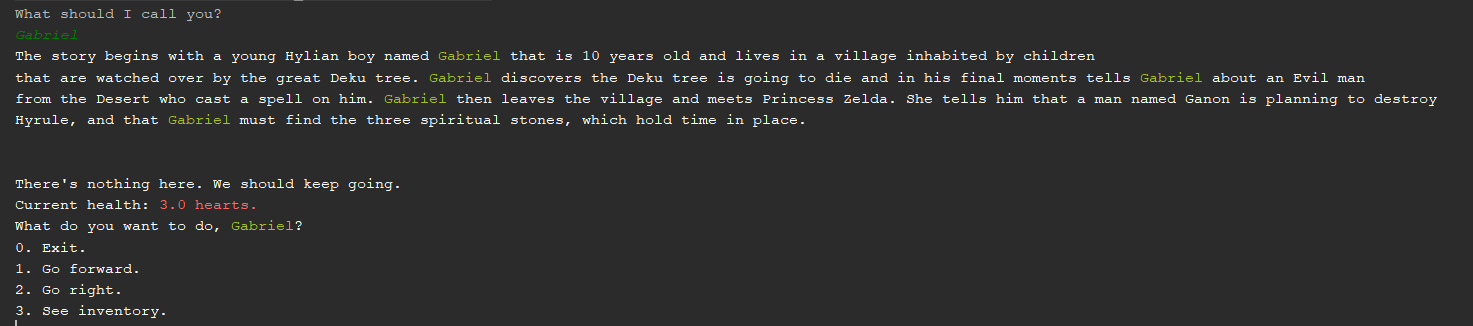 What should I call you?
Gabriel
The story begins with a young Hylian boy named Gabriel that is 10 years old and lives in a village inhabited by children
that are watched over by the great Deku tree. Gabriel discovers the Deku tree is going to die and in his final moments tells Gabriel about an Evil man
from the Desert who cast a spell on him. Gabriel then leaves the village and meets Princess Zelda. She tells him that a man named Ganon is planning to destroy
Hyrule, and that Gabriel must find the three spiritual stones, which hold time in place.
There's nothing here. We should keep going.
Current health: 3.0 hearts.
What do you want to do, Gabriel?
0. Exit.
1. Go forward.
2. Go right.
3. See inventory.